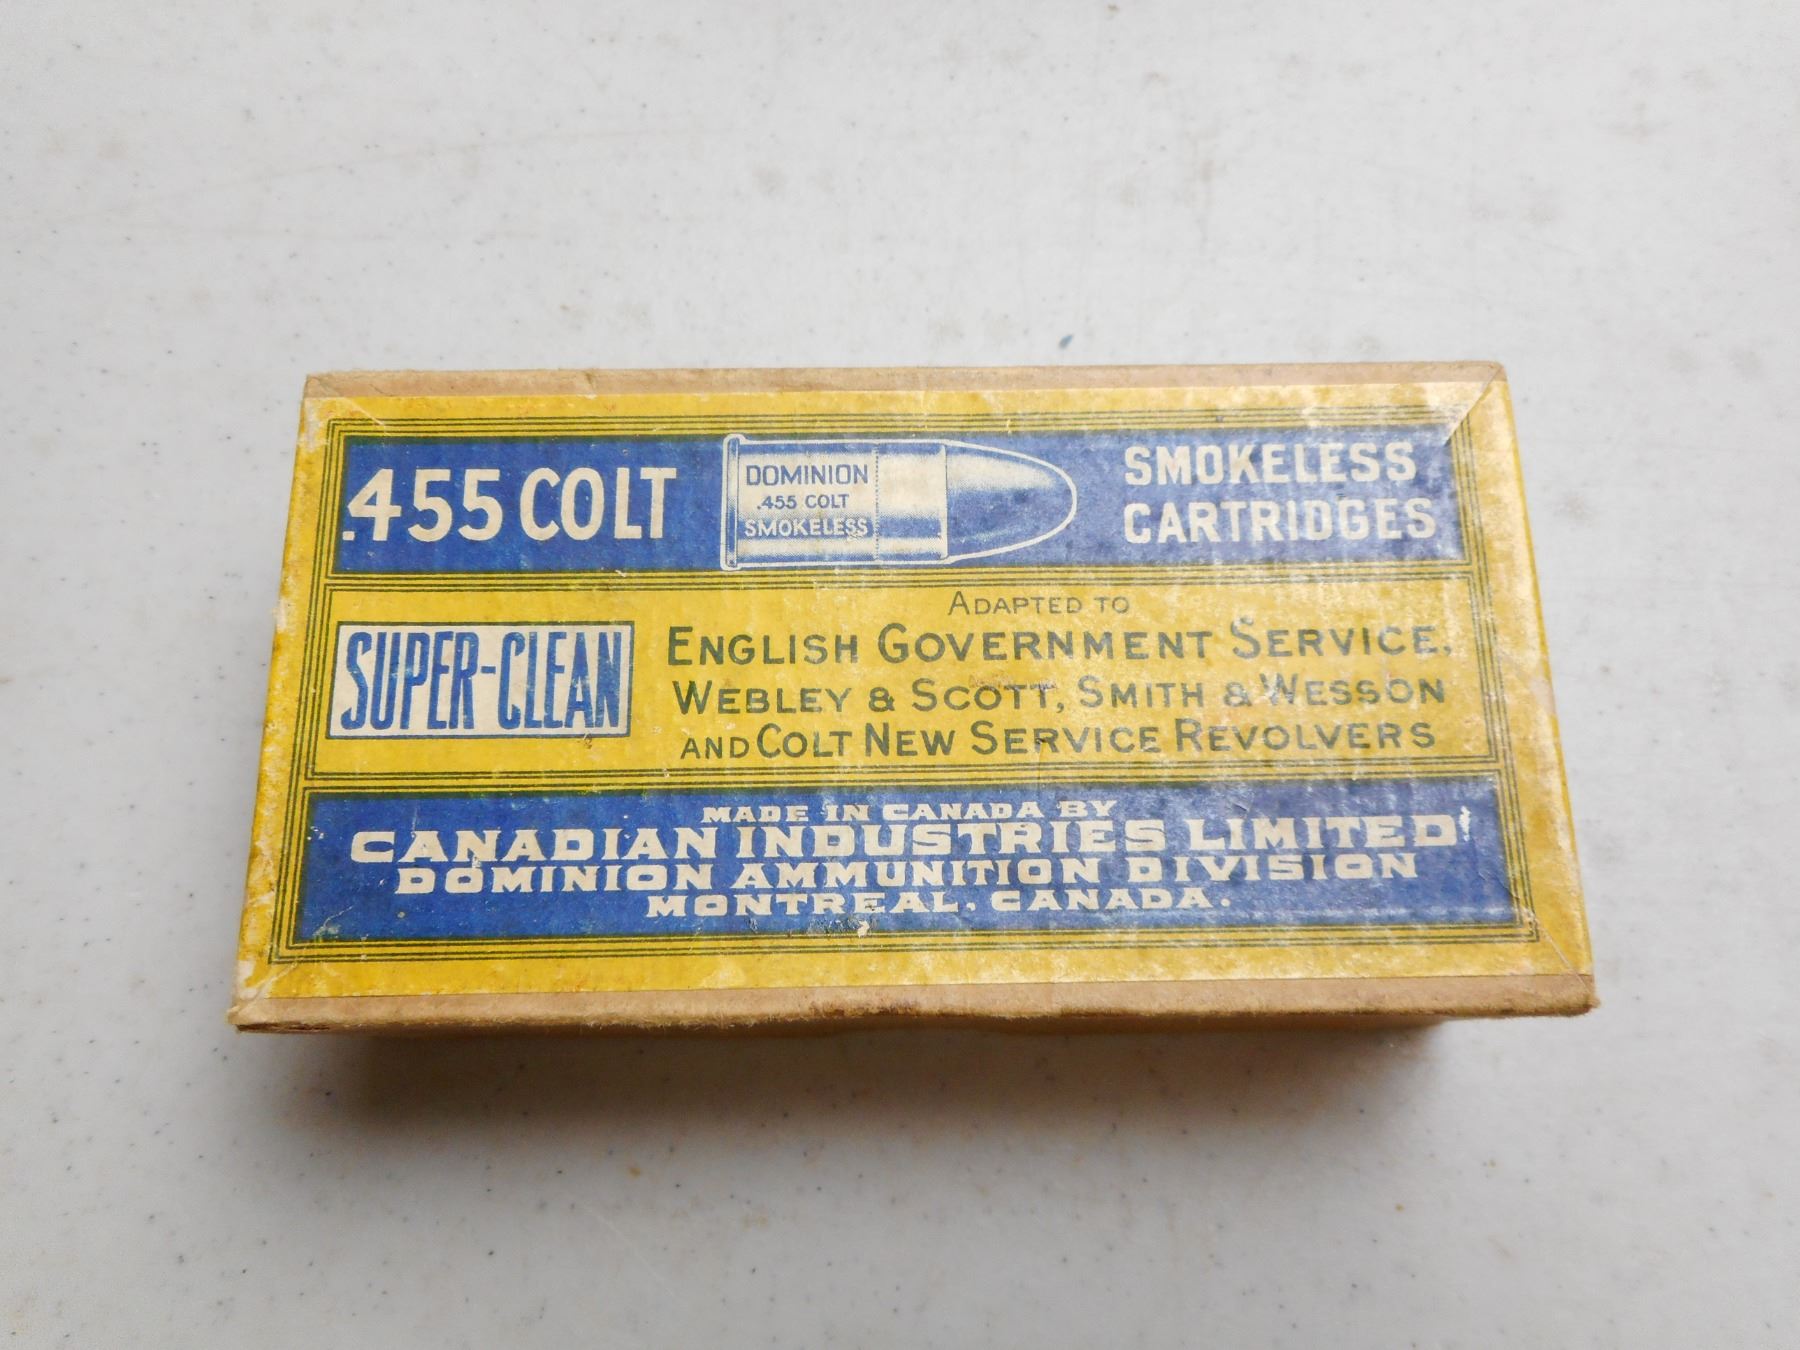 .455 COLT
DOMINION
.455 COLT
SMOKELESS
SMOKELESS
CARTRIDGES
SUPER-CLEAN
ADAPTED TO
ENGLISH GOVERNMENT SERVICE,
WEBLEY & SCOTT, SMITH & WESSON
AND COLT NEW SERVICE REVOLVERS
MADE IN CANADA BY
CANADIAN INDUSTRIES LIMITED
DOMINION AMMUNITION DIVISION
MONTREAL, CANADA.